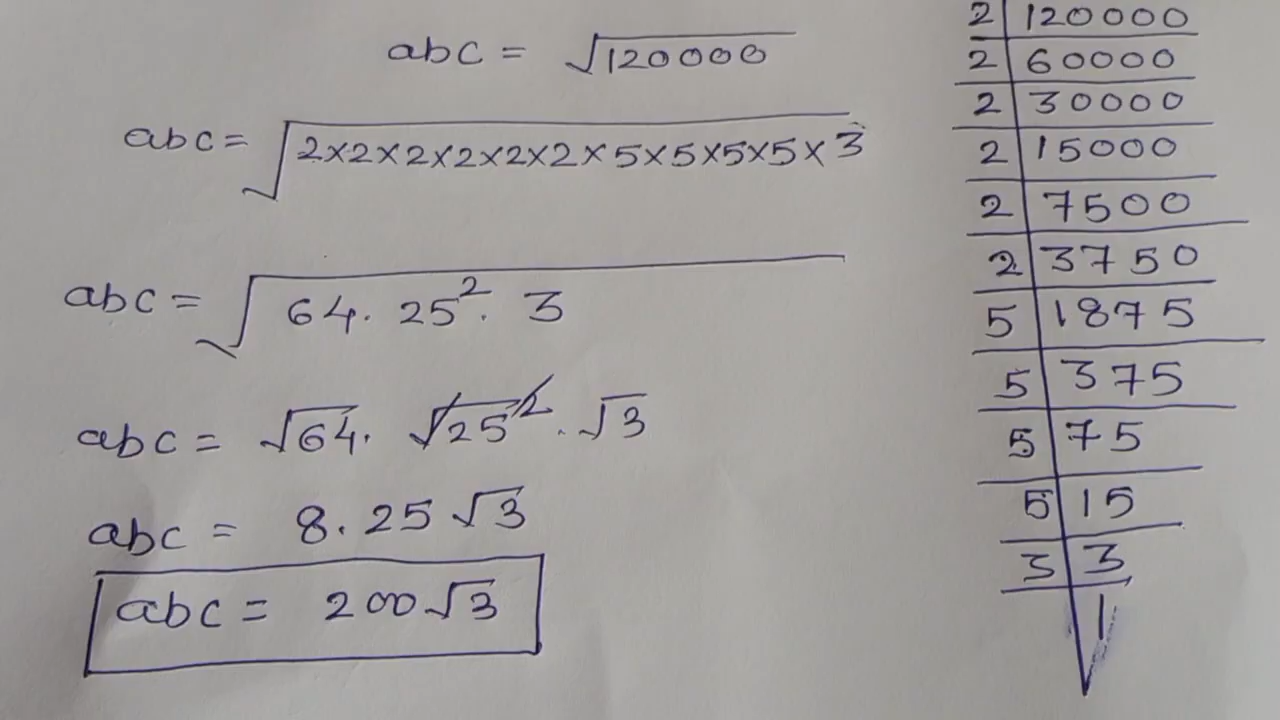 abc = √120000
abc = √2×2×2×2×2×2×5×5×5×5×3
abc = √64. 25². 3
abc = √64. √25². √3
abc = 8. 25 √3
abc = 200√3
2 | 120000
2 | 60000
2 | 30000
2 | 15000
2 | 7500
2 | 3750
5 | 1875
5 | 375
5 | 75
5 | 15
3 | 3
1